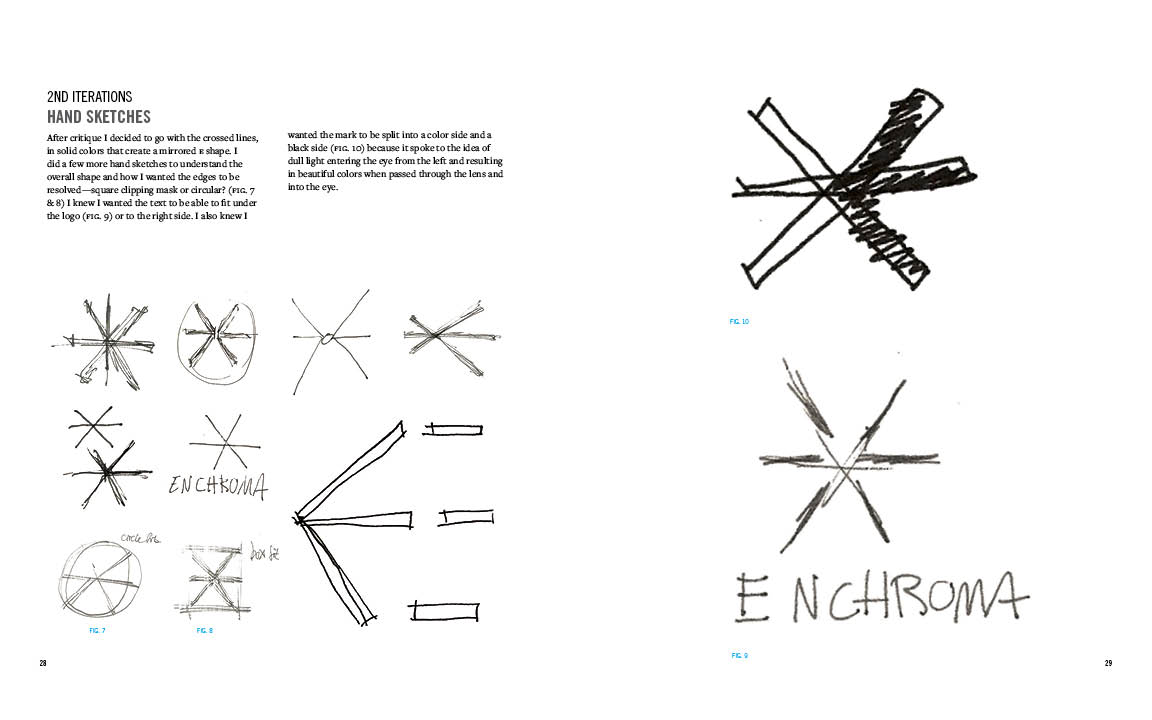 2ND ITERATIONS
HAND SKETCHES
After critique I decided to go with the crossed lines,
in solid colors that create a mirrored E shape. I
did a few more hand sketches to understand the
overall shape and how I wanted the edges to be
resolved—square clipping mask or circular? (FIG. 7
& 8) I knew I wanted the text to be able to fit under
the logo (FIG. 9) or to the right side. I also knew I
wanted the mark to be split into a color side and a
black side (FIG. 10) because it spoke to the idea of
dull light entering the eye from the left and resulting
in beautiful colors when passed through the lens and
into the eye.
ENCHROMA
circle
box fit
FIG. 7
FIG. 8
28
FIG. 10
ENCHROMA
FIG. 9
29